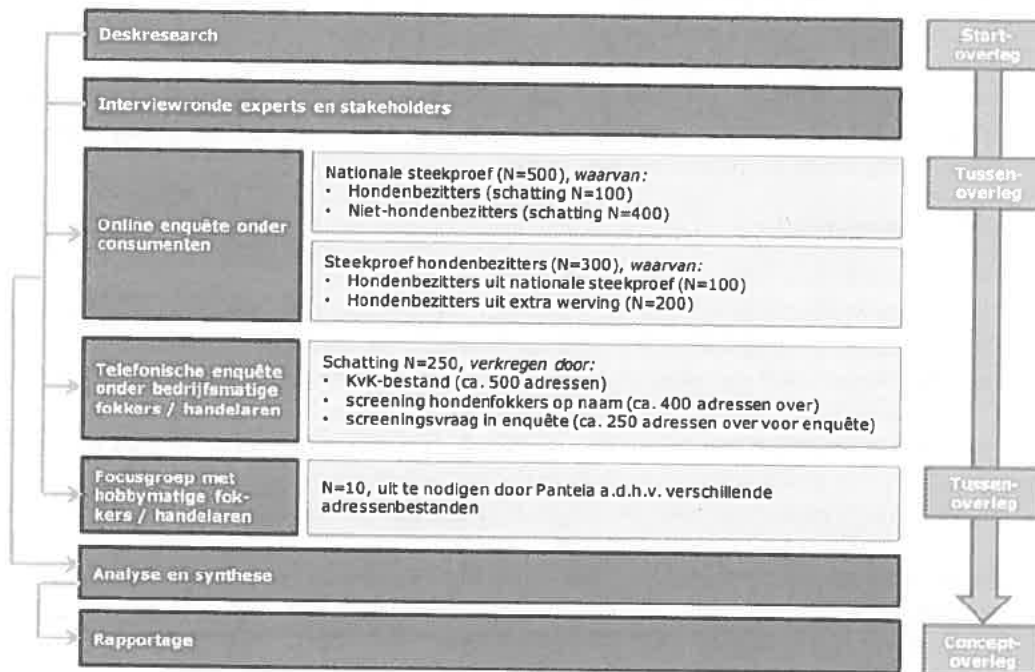 Deskresearch
Start-
overleg
Interviewronde experts en stakeholders
Online enquête onder
consumenten
Nationale steekproef (N=500), waarvan:
• Hondenbezitters (schatting N=100)
• Niet-hondenbezitters (schatting N=400)
Tussen-
overleg
Steekproef hondenbezitters (N=300), waarvan:
• Hondenbezitters uit nationale steekproef (N=100)
• Hondenbezitters uit extra werving (N=200)
Telefonische enquête
onder bedrijfsmatige
fokkers / handelaren
Schatting N=250, verkregen door:
• KvK-bestand (ca. 500 adressen)
• screening hondenfokkers op naam (ca. 400 adressen over)
• screeningsvraag in enquête (ca. 250 adressen over voor enquête)
Focusgroep met
hobbymatige fok-
kers / handelaren
N=10, uit te nodigen door Panteia a.d.h.v. verschillende
adressenbestanden
Tussen-
overleg
Analyse en synthese
Rapportage
Concept-
overleg